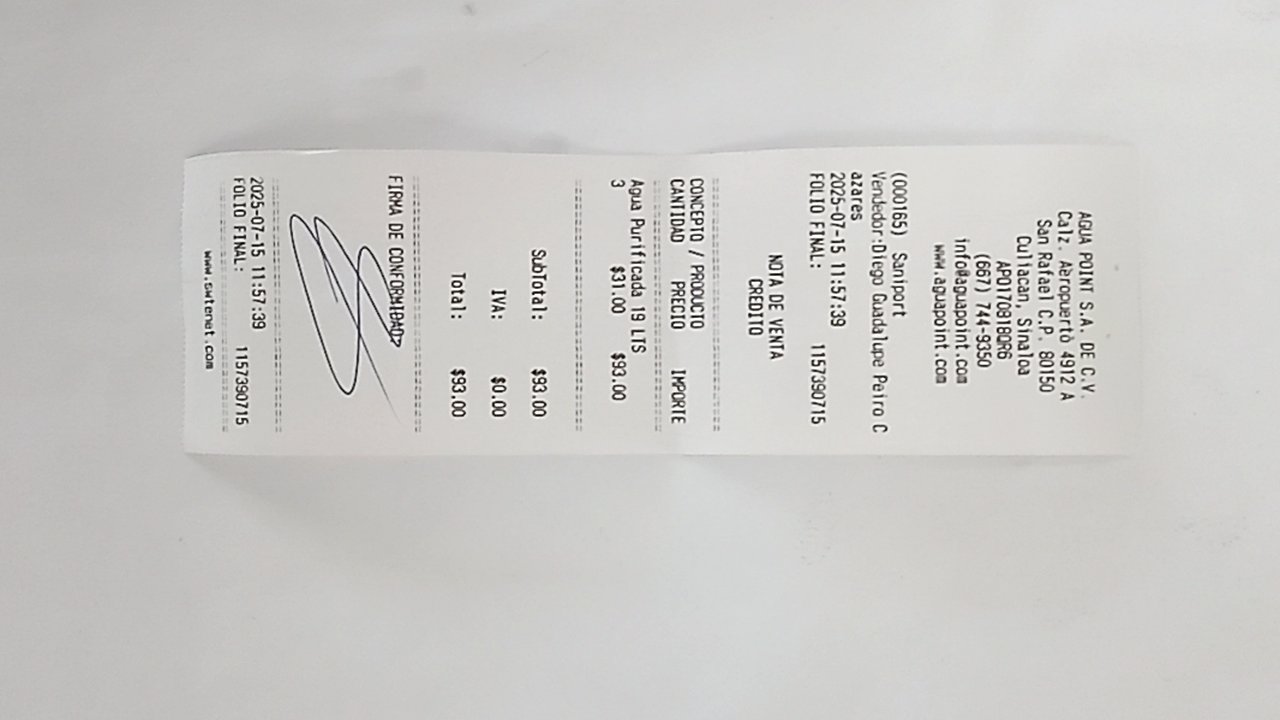 AGUA POINT S.A. DE C.V.
Calz. Aeropuerto 4912 A
San Rafael C.P. 80150
Culiacan, Sinaloa
APO170818QR6
(667) 744-9350
info@aguapoint.com
www.aguapoint.com
(000165) Saniport
Vendedor:Diego Guadalupe Peiro C
azares
2025-07-15 11:57:39
FOLIO FINAL: 1157390715
NOTA DE VENTA
CREDITO
================================
CONCEPTO / PRODUCTO
CANTIDAD PRECIO IMPORTE
================================
Agua Purificada 19 LTS
3 $31.00 $93.00
================================
SubTotal: $93.00
IVA: $0.00
Total: $93.00
================================
FIRMA DE CONFORMIDAD>
================================
2025-07-15 11:57:39
FOLIO FINAL: 1157390715
================================
www.swtenet.com